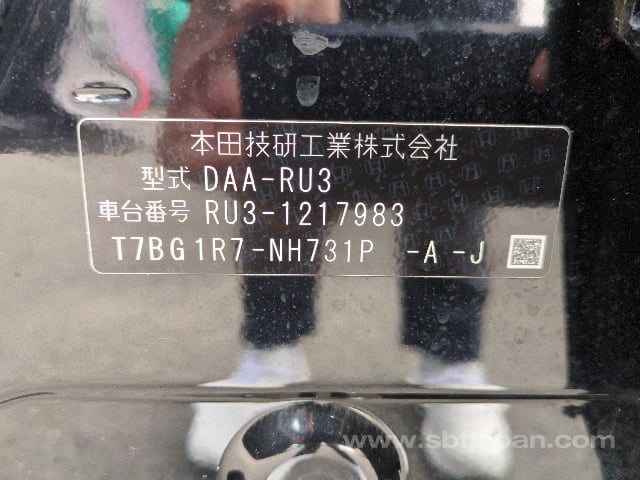 本田技研工業株式会社
型式 DAA-RU3
車台番号 RU3-1217983
T7BG1R7-NH731P -A-J
www.sbtjapan.com